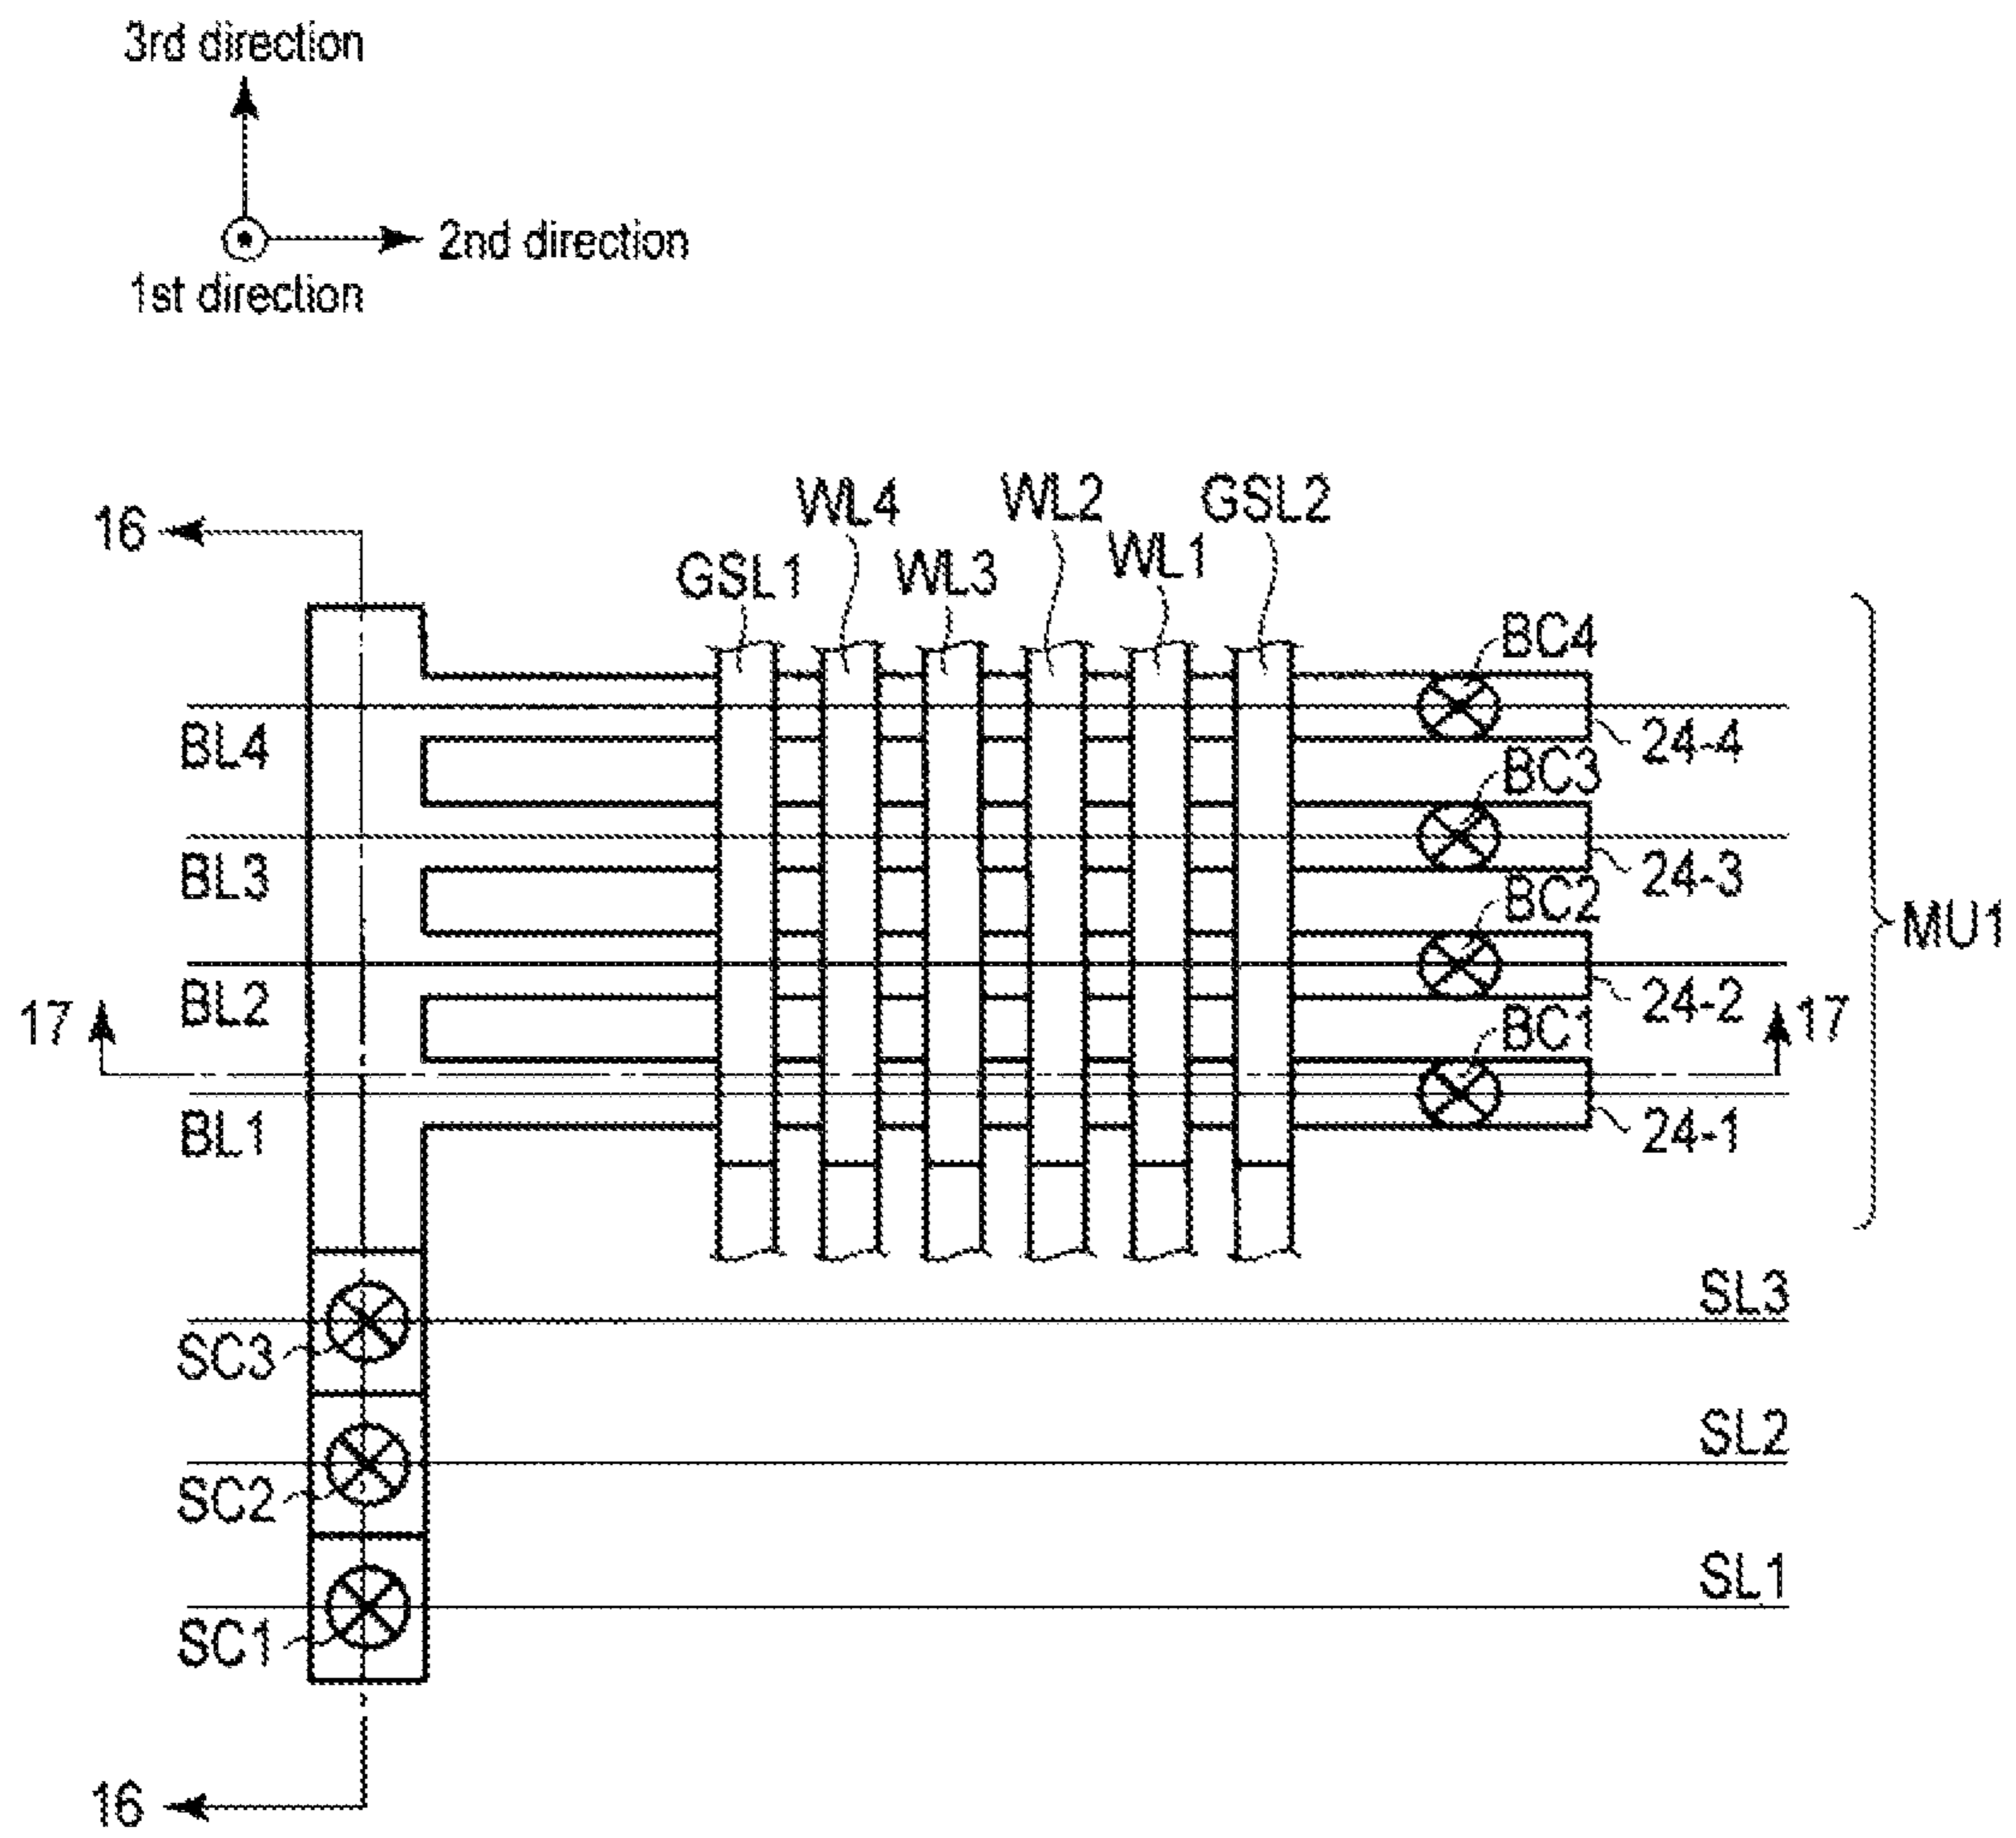 3rd direction
2nd direction
1st direction
WL4
WL2
GSL2
16
GSL1
WL3
WL1
BC4
BL4
24-4
BC3
BL3
24-3
BC2
MU1
BL2
24-2
17
BC1
17
BL1
24-1
SL3
SC3
SL2
SC2
SL1
SC1
16